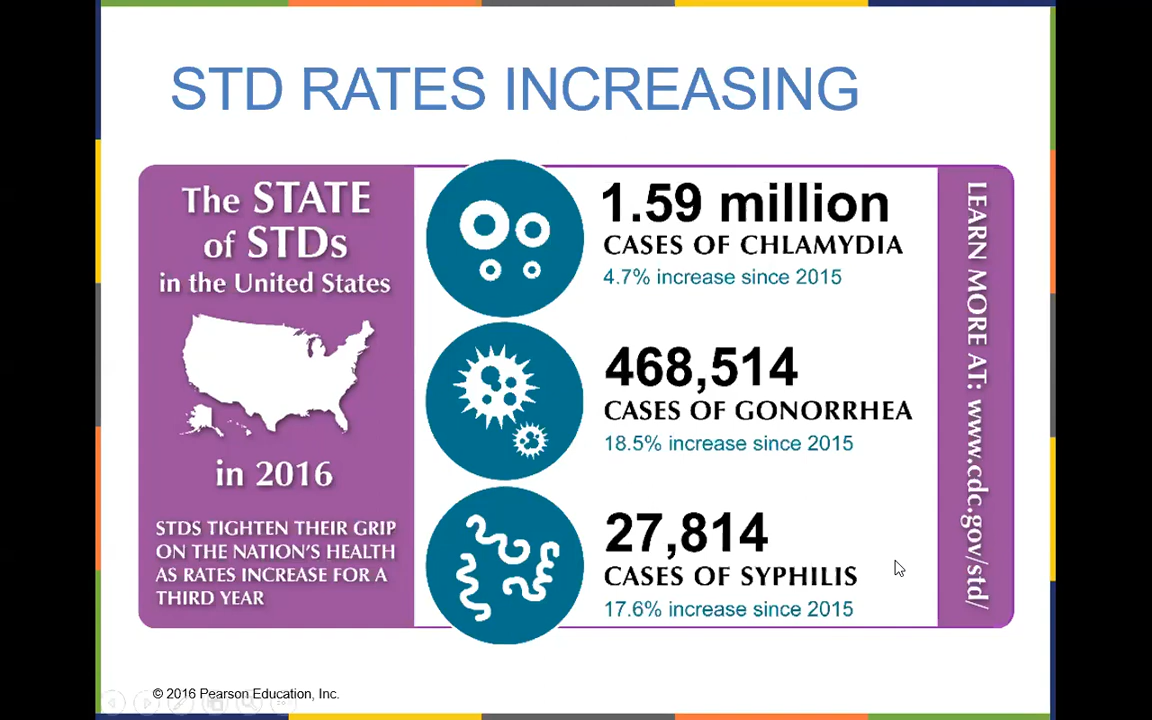 STD RATES INCREASING
The STATE
of STDs
in the United States
in 2016
STDS TIGHTEN THEIR GRIP
ON THE NATION'S HEALTH
AS RATES INCREASE FOR A
THIRD YEAR
1.59 million
CASES OF CHLAMYDIA
4.7% increase since 2015
468,514
CASES OF GONORRHEA
18.5% increase since 2015
27,814
CASES OF SYPHILIS
17.6% increase since 2015
LEARN MORE AT: www.cdc.gov/std/
© 2016 Pearson Education, Inc.